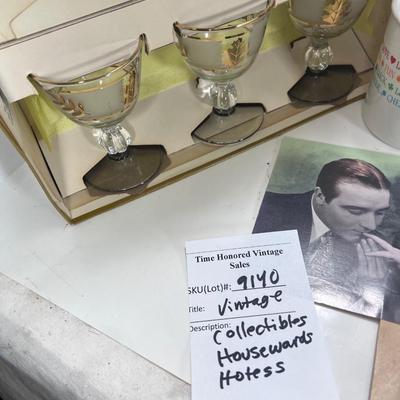 Time Honored Vintage
Sales
SKU(Lot)#: 9140
Title: Vintage
Description: Collectibles
Housewards
Hotess